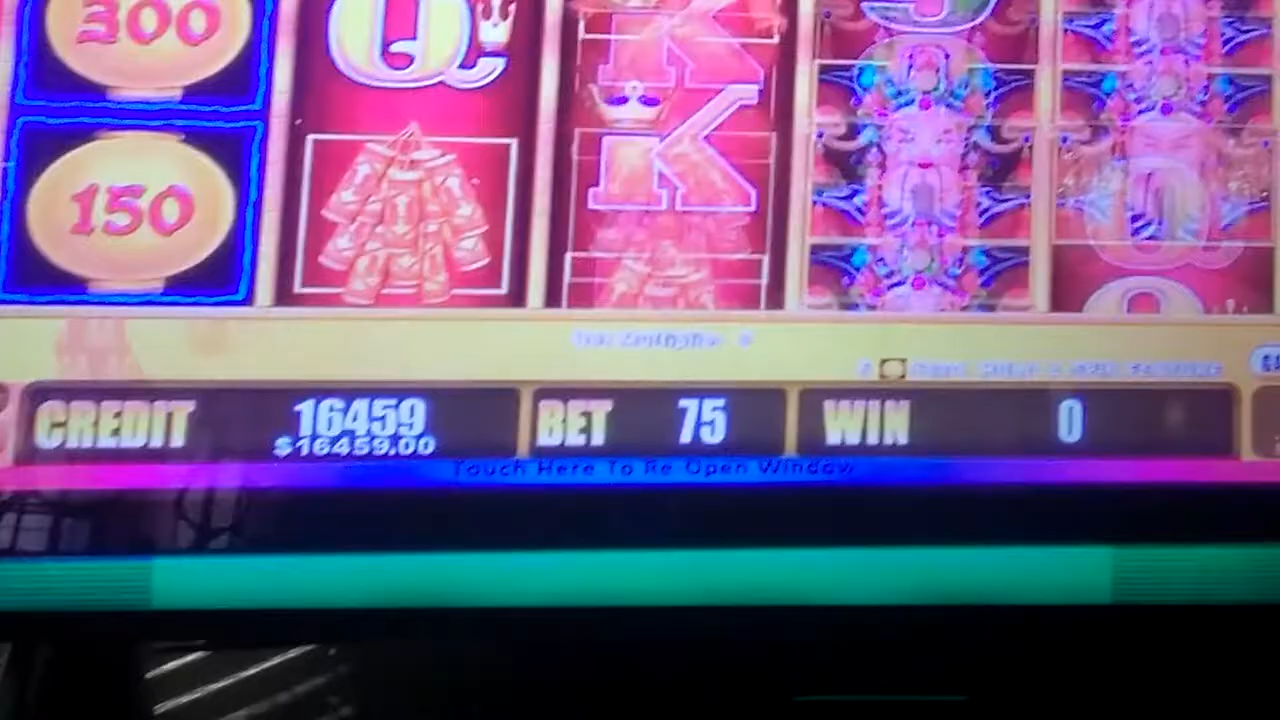 300
Q
K
K
150
Q
CREDIT 16459 BET 75 WIN 0
$16459.00
Touch Here To Re Open Window